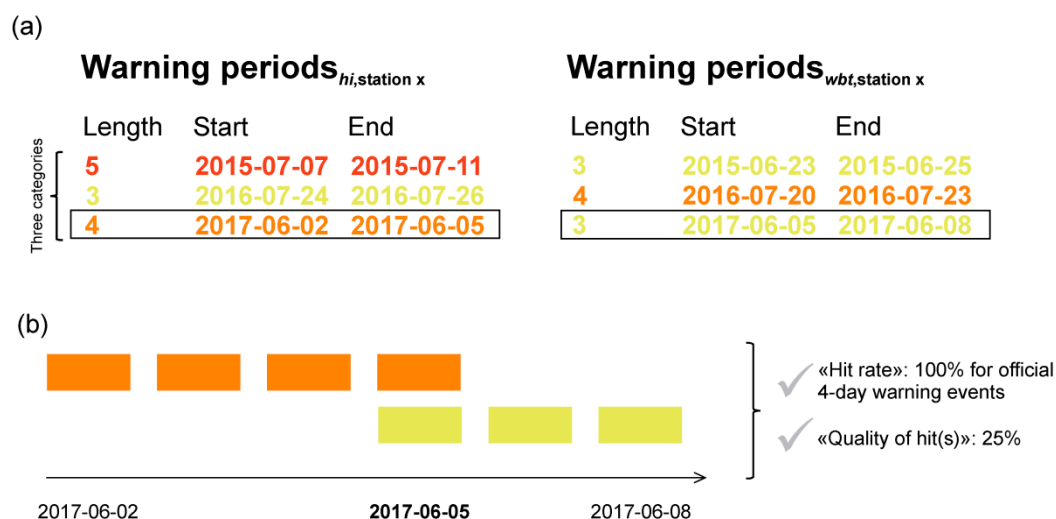 (a)
Warning periods hi,station x
Warning periods wbt,station x
Three categories
Length Start End
5 2015-07-07 2015-07-11
3 2016-07-24 2016-07-26
4 2017-06-02 2017-06-05
Length Start End
3 2015-06-23 2015-06-25
4 2016-07-20 2016-07-23
3 2017-06-05 2017-06-08
(b)
«Hit rate»: 100% for official
4-day warning events
«Quality of hit(s)»: 25%
2017-06-02 2017-06-05 2017-06-08